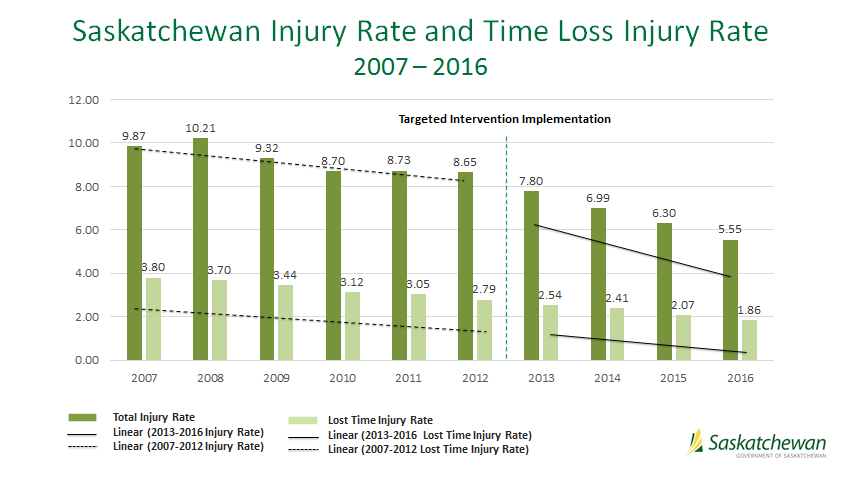 Saskatchewan Injury Rate and Time Loss Injury Rate
2007 – 2016
12.00
Targeted Intervention Implementation
10.00
8.00
6.00
4.00
2.00
0.00
9.87
10.21
9.32
8.70
8.73
8.65
7.80
6.99
6.30
5.55
3.80
3.70
3.44
3.12
3.05
2.79
2.54
2.41
2.07
1.86
2007 2008 2009 2010 2011 2012 2013 2014 2015 2016
Total Injury Rate
Linear (2013-2016 Injury Rate)
Linear (2007-2012 Injury Rate)
Lost Time Injury Rate
Linear (2013-2016 Lost Time Injury Rate)
Linear (2007-2012 Lost Time Injury Rate)
Saskatchewan
GOVERNMENT OF SASKATCHEWAN